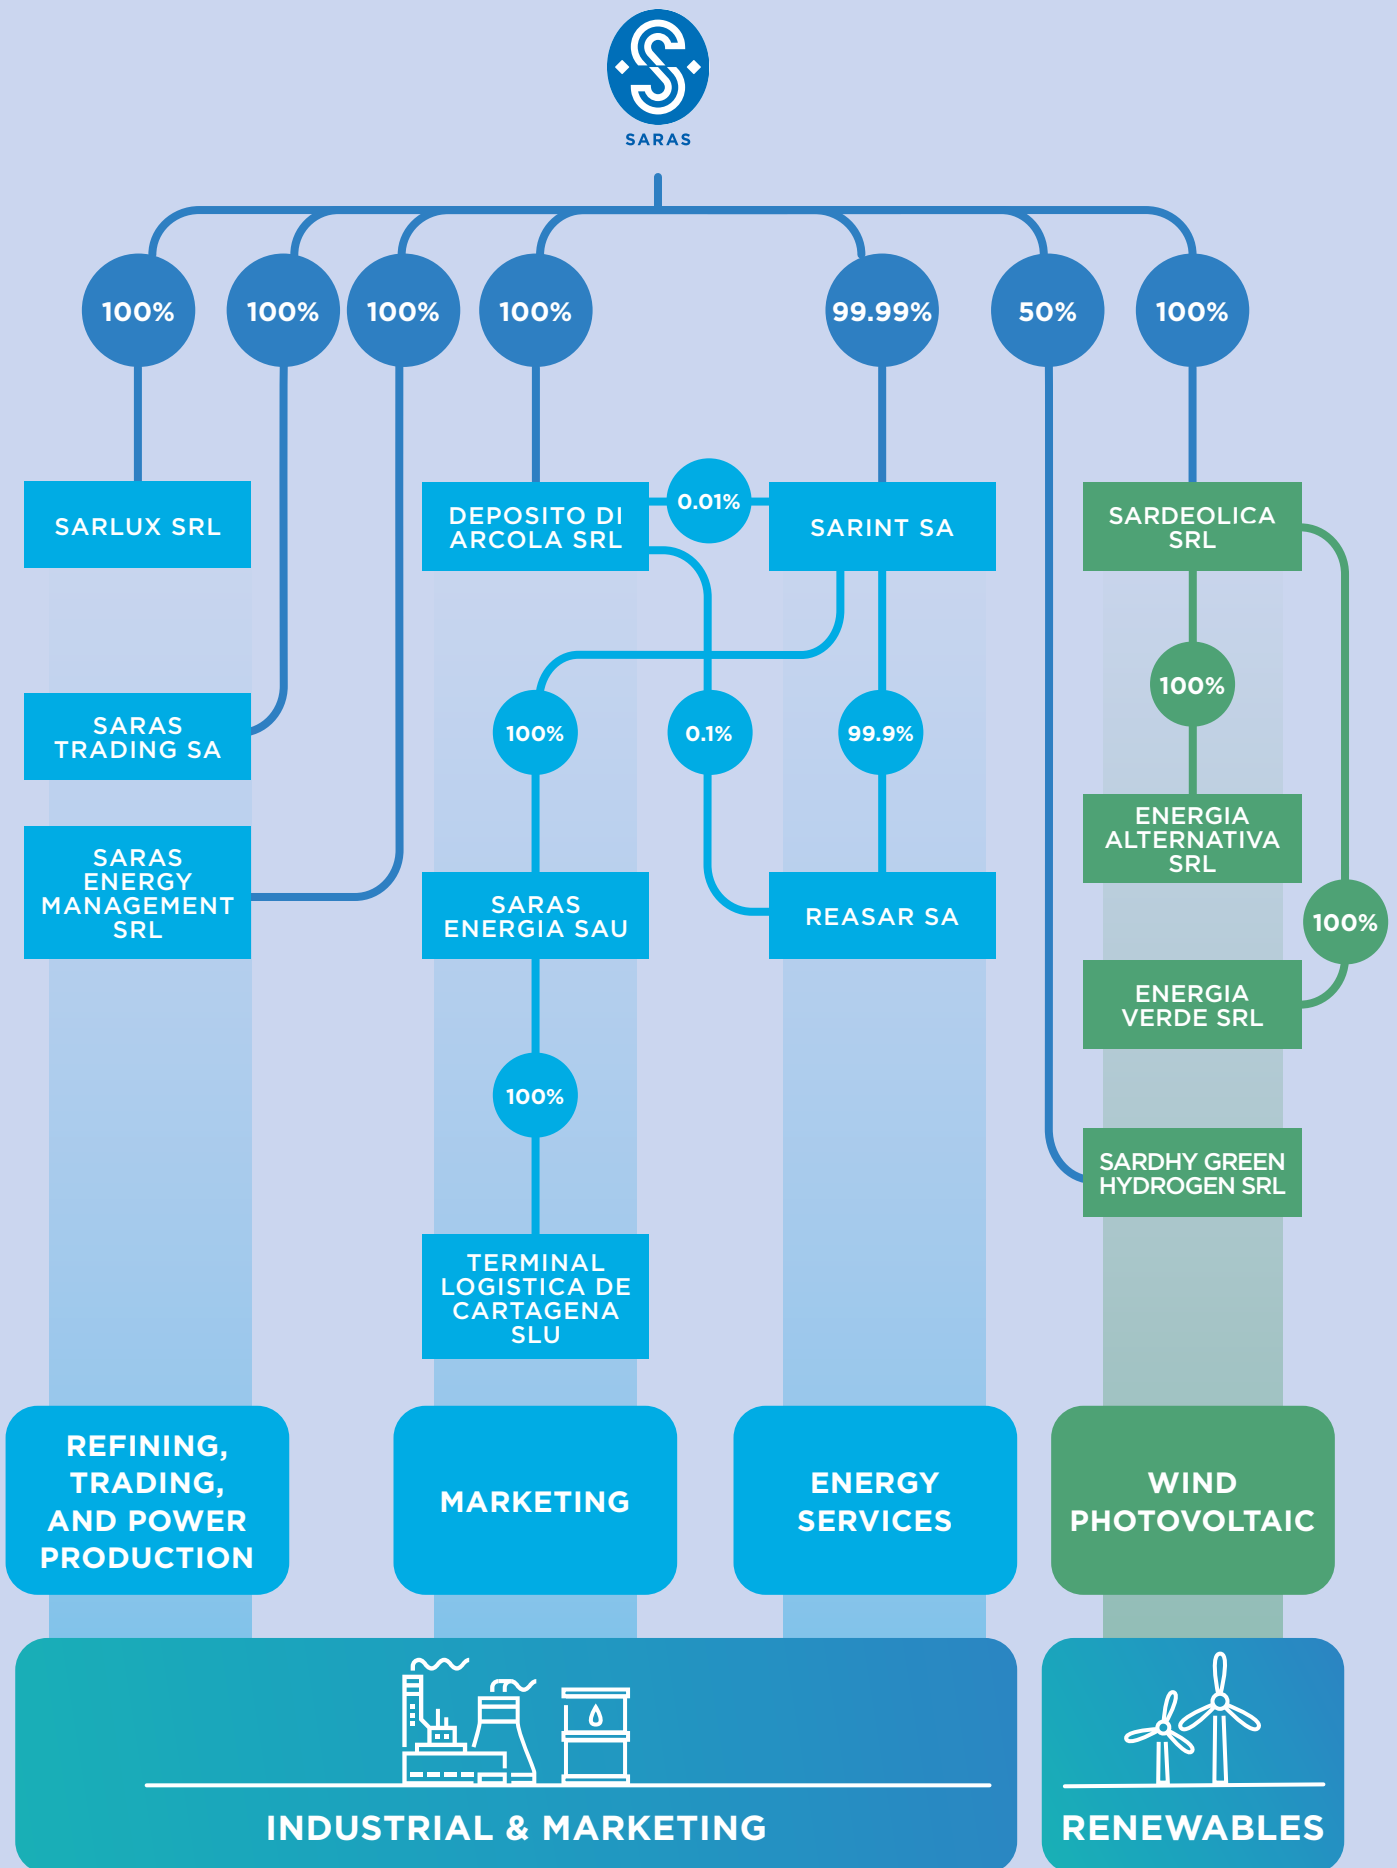 SARAS
100%
100%
100%
100%
99.99%
50%
100%
SARLUX SRL
DEPOSITO DI
ARCOLA SRL
0.01%
SARINT SA
SARDEOLICA
SRL
100%
SARAS
TRADING SA
100%
0.1%
99.9%
ENERGIA
ALTERNATIVA
SRL
SARAS
ENERGY
MANAGEMENT
SRL
SARAS
ENERGIA SAU
REASAR SA
100%
ENERGIA
VERDE SRL
100%
SARDHY GREEN
HYDROGEN SRL
TERMINAL
LOGISTICA DE
CARTAGENA
SLU
REFINING,
TRADING,
AND POWER
PRODUCTION
MARKETING
ENERGY
SERVICES
WIND
PHOTOVOLTAIC
INDUSTRIAL & MARKETING
RENEWABLES